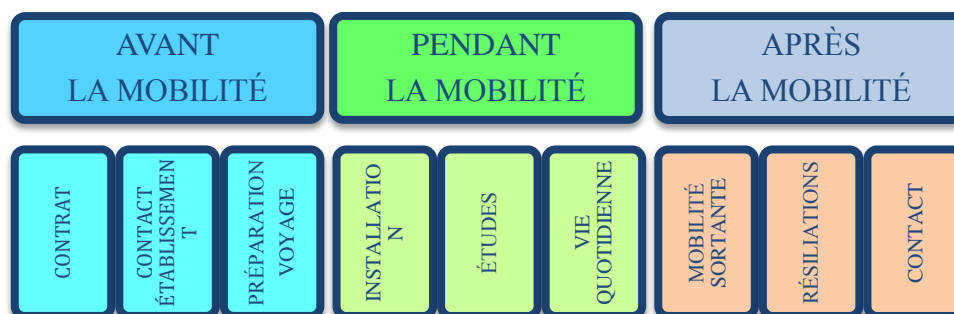 AVANT
LA MOBILITÉ
PENDANT
LA MOBILITÉ
APRÈS
LA MOBILITÉ
CONTRAT
CONTACT
ÉTABLISSEMEN
T
PRÉPARATION
VOYAGE
INSTALLATIO
N
ÉTUDES
VIE
QUOTIDIENNE
MOBILITÉ
SORTANTE
RÉSILIATIONS
CONTACT